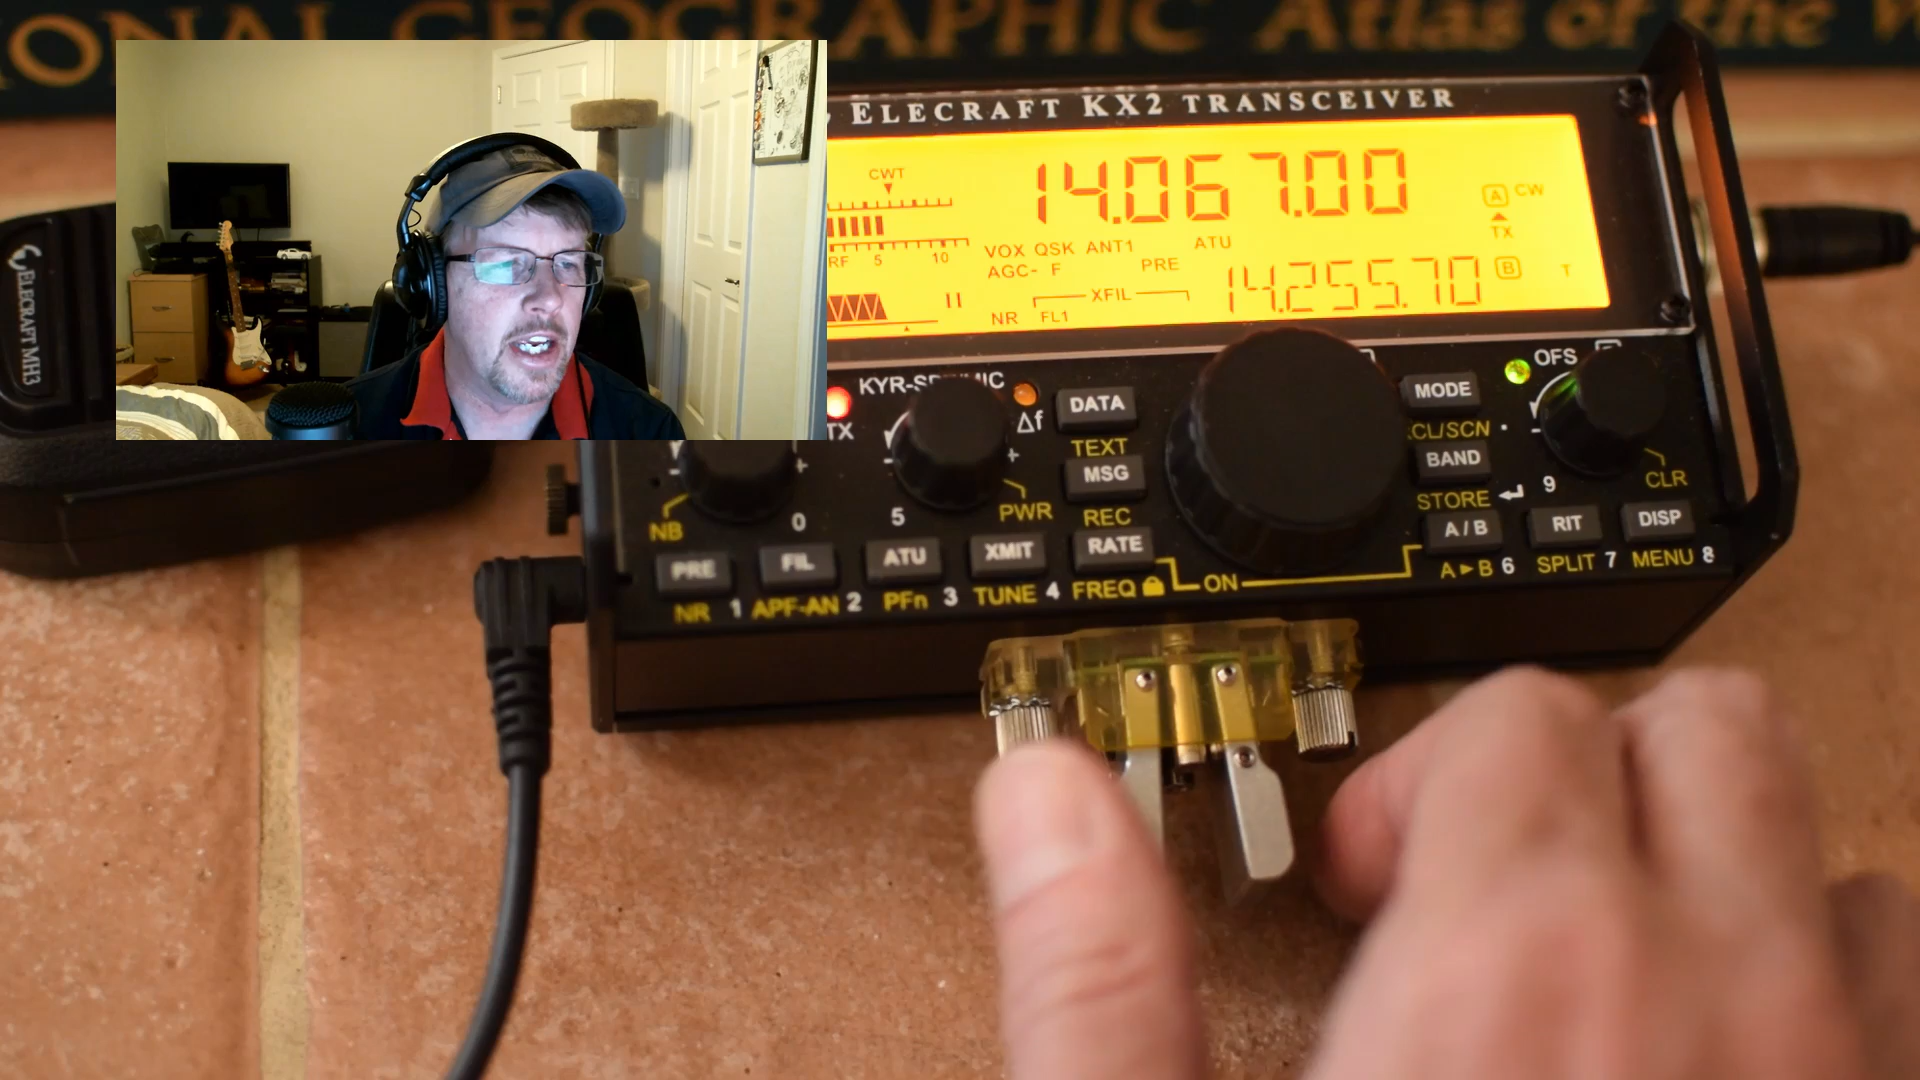 IONAL GEOGRAPHIC Atlas of the W
ELECRAFT KX2 TRANSCEIVER
CWT
14.067.00
A CW
TX
RF 5 10
VOX QSK ANT1 ATU
AGC- F PRE
14.255.70 B T
XFIL
NR FL1
ELECRAFT MH3
TX
Δf
DATA
MODE
OFS
TEXT
MSG
BAND
CLR
NB
0
5
PWR
REC
STORE
9
PRE
FIL
ATU
XMIT
RATE
A / B
RIT
DISP
NR 1 APF-AN 2 PFn 3 TUNE 4 FREQ ON A►B 6 SPLIT 7 MENU 8